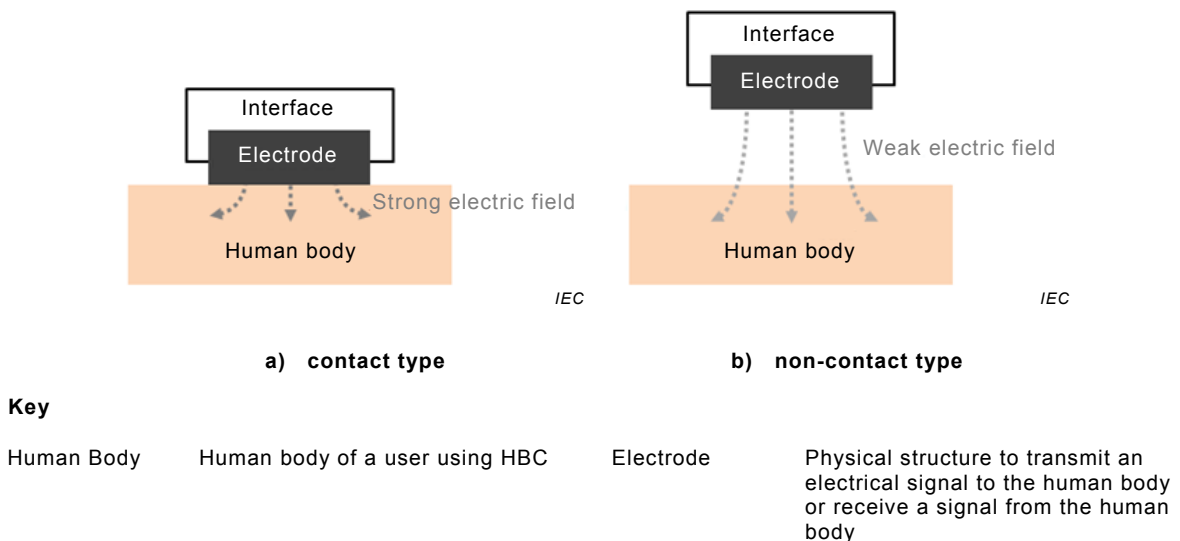 Interface
Electrode
Strong electric field
Human body
IEC
a) contact type
Interface
Electrode
Weak electric field
Human body
IEC
b) non-contact type
Key
Human Body Human body of a user using HBC Electrode Physical structure to transmit an
electrical signal to the human body
or receive a signal from the human
body